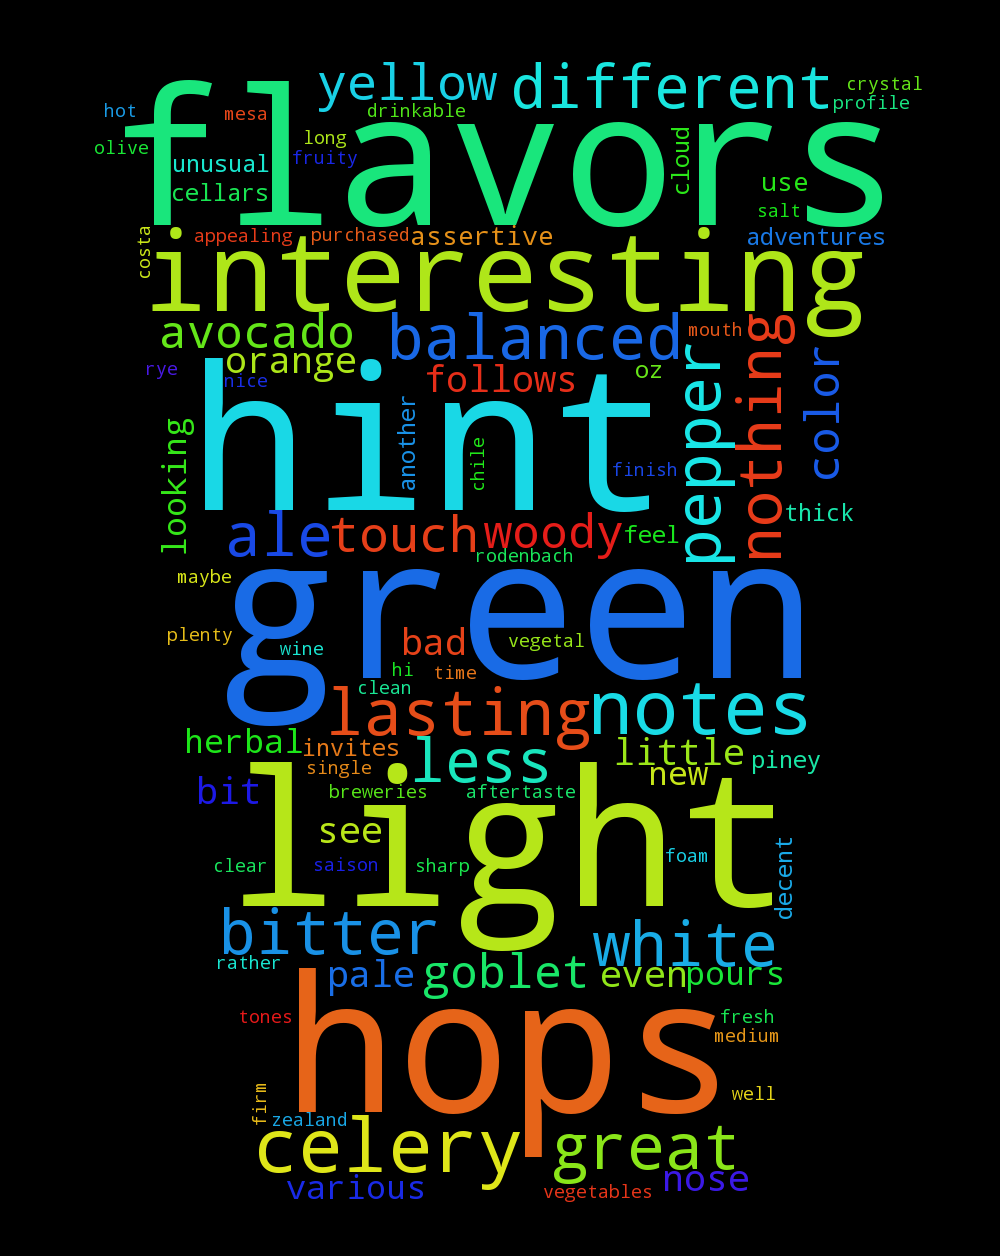 yellow
different
crystal
profile
hot
mesa
drinkable
flavors
long
olive
fruity
unusual
cloud
cellars
use
salt
costa
appealing
purchased
assertive
adventures
interesting
avocado
balanced
mouth
nothing
orange
rye
nice
follows
oz
pepper
color
hint
another
chile
looking
finish
thick
ale
touch
woody
feel
rodenbach
maybe
green
plenty
wine
bad
vegetal
hi
time
clean
lasting
notes
herbal
invites
less
little
piney
single
new
bit
breeweries
aftertaste
light
see
clear
saison
sharp
foam
decent
bitter
white
rather
pale
goblet
even
pours
tones
hops
fresh
medium
firm
well
zealand
celery
great
various
vegetables
nose